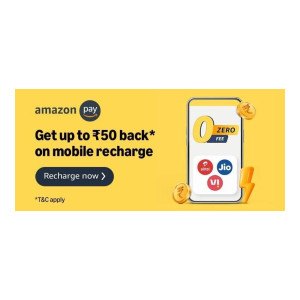 amazon pay
Get up to ₹50 back*
on mobile recharge
Recharge now >
*T&C apply
0 ZERO
FEE
airtel
Jio
VI